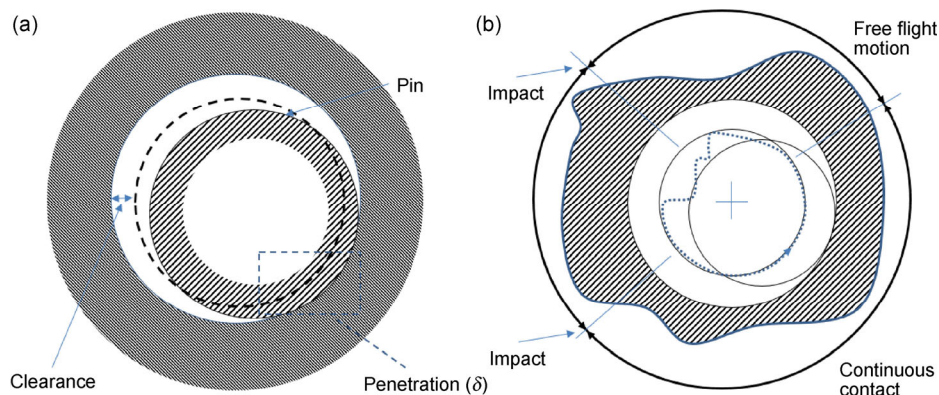 (a)
Pin
Clearance
Penetration (δ)
(b)
Free flight
motion
Impact
Impact
Continuous
contact